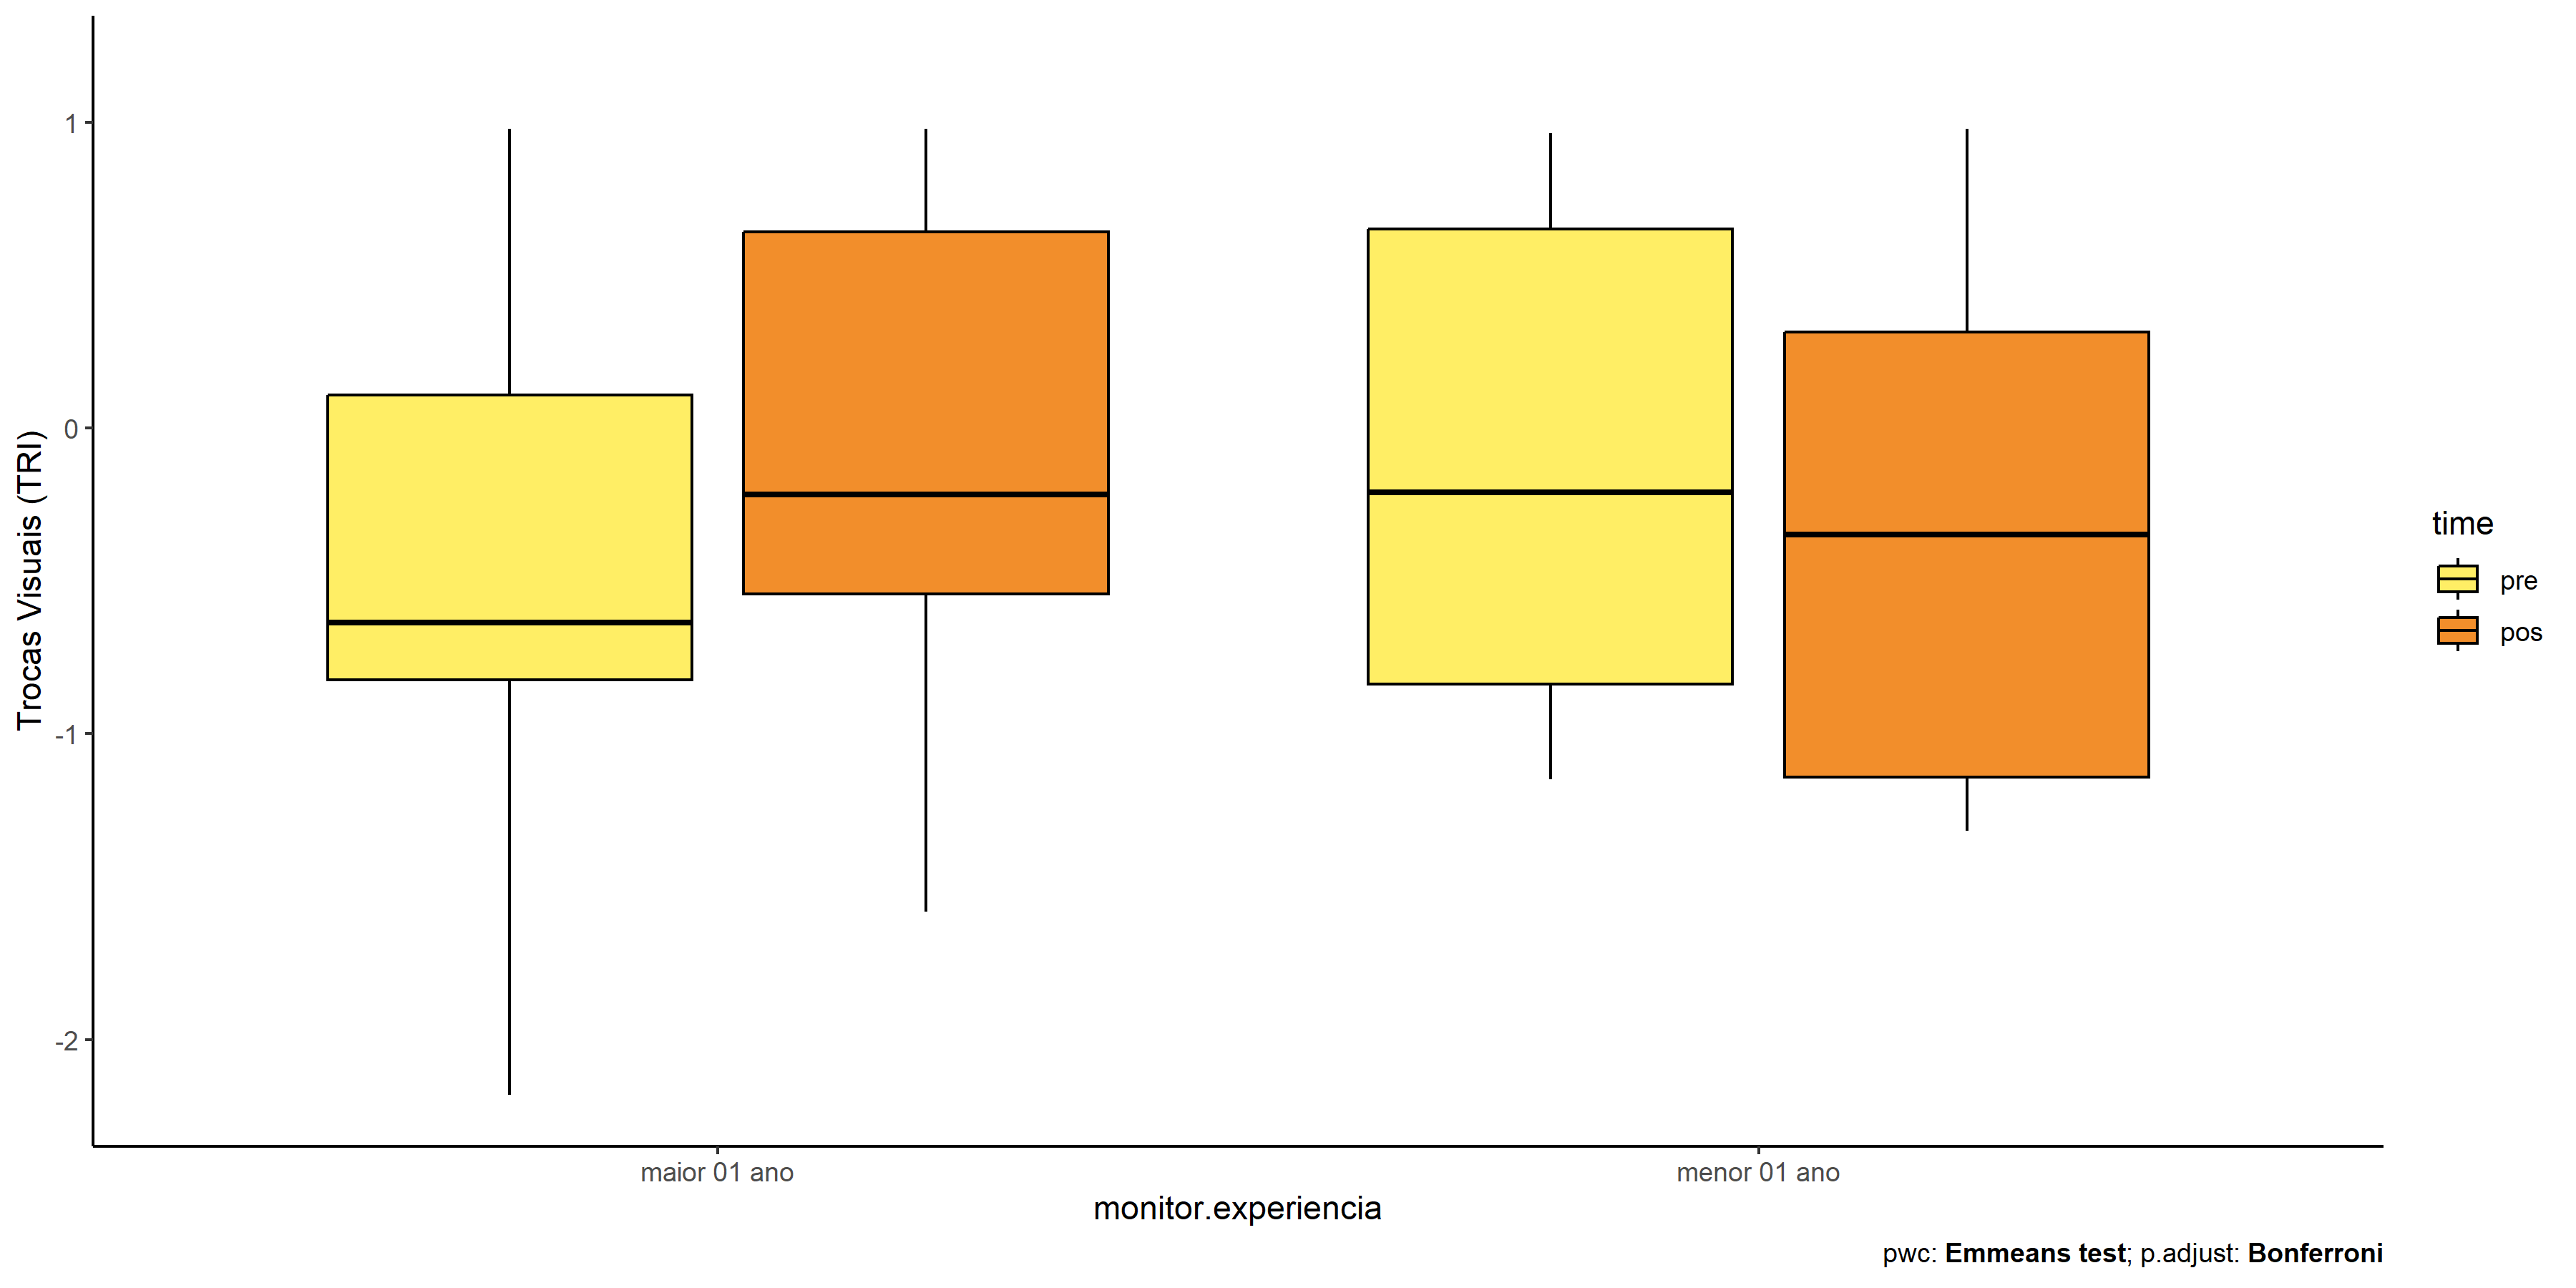 Trocas Visuais (TRI)
1
0
-1
-2
maior 01 ano
menor 01 ano
monitor.experiencia
time
pre
pos
pwc: Emmeans test; p.adjust: Bonferroni